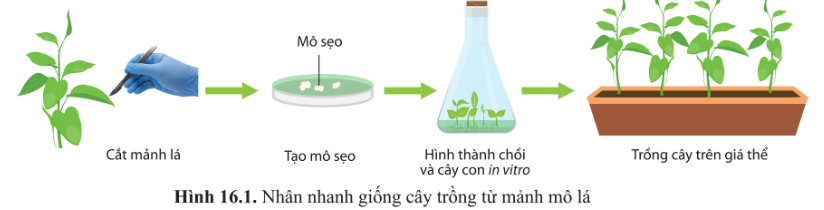 Mô sẹo
Cắt mảnh lá
Tạo mô sẹo
Hình thành chồi
và cây con in vitro
Trồng cây trên giá thể
Hình 16.1. Nhân nhanh giống cây trồng từ mảnh mô lá